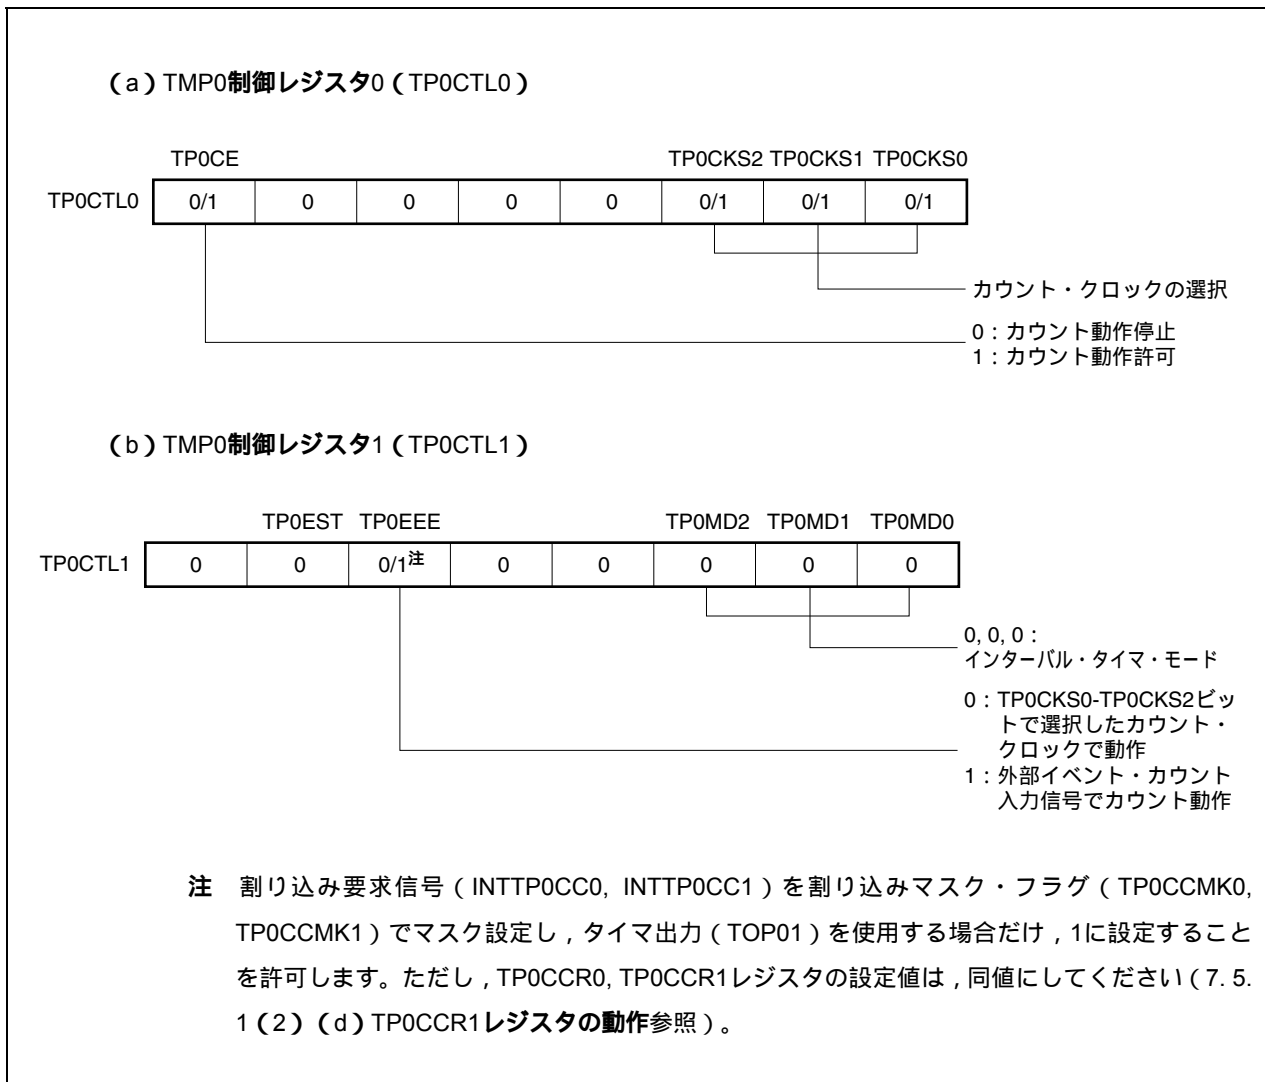 （a）TMP0制御レジスタ0（TP0CTL0）
TP0CE TP0CKS2 TP0CKS1 TP0CKS0
TP0CTL0 0/1 0 0 0 0 0/1 0/1 0/1
カウント・クロックの選択
0：カウント動作停止
1：カウント動作許可
（b）TMP0制御レジスタ1（TP0CTL1）
TP0EST TP0EEE TP0MD2 TP0MD1 TP0MD0
TP0CTL1 0 0 0/1注 0 0 0 0 0
0, 0, 0：
インターバル・タイマ・モード
0：TP0CKS0-TP0CKS2ビッ
トで選択したカウント・
クロックで動作
1：外部イベント・カウント
入力信号でカウント動作
注 割り込み要求信号（INTTP0CC0, INTTP0CC1）を割り込みマスク・フラグ（TP0CCMK0,
TP0CCMK1）でマスク設定し，タイマ出力（TOP01）を使用する場合だけ，1に設定すること
を許可します。ただし，TP0CCR0, TP0CCR1レジスタの設定値は，同値にしてください（7. 5.
1（2）（d）TP0CCR1レジスタの動作参照）。